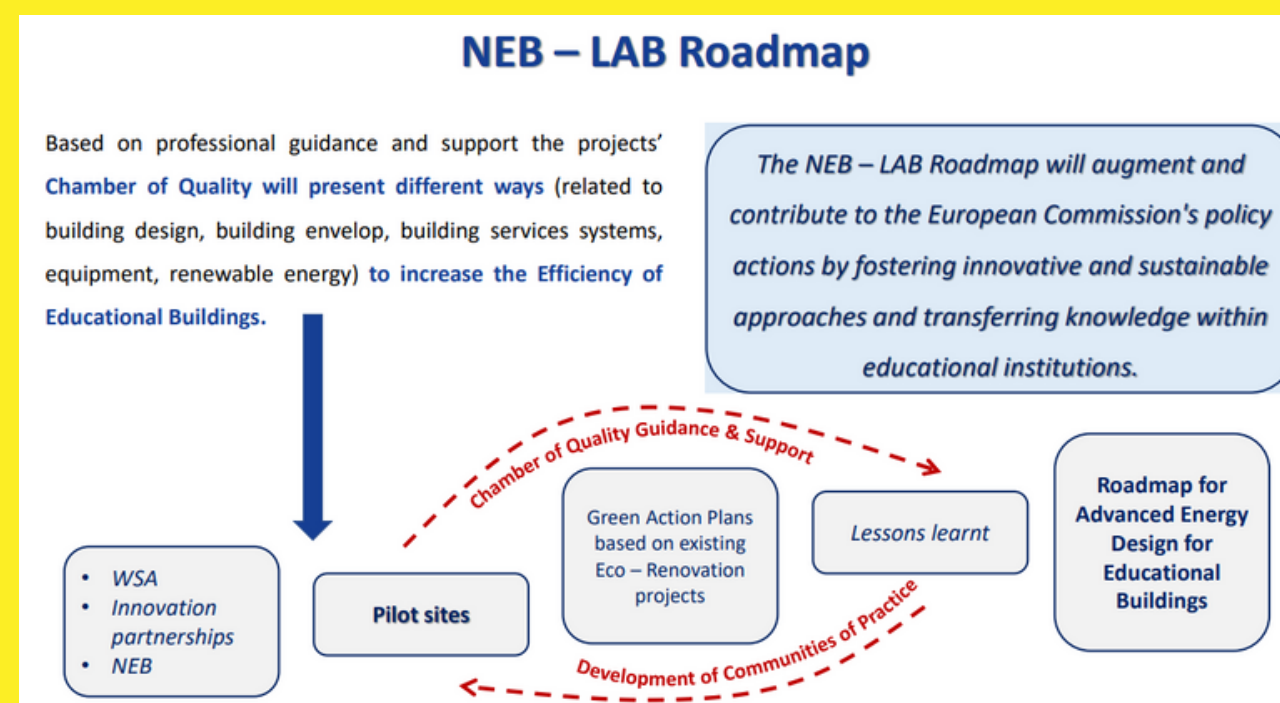 NEB – LAB Roadmap
Based on professional guidance and support the projects’
Chamber of Quality will present different ways (related to
building design, building envelop, building services systems,
equipment, renewable energy) to increase the Efficiency of
Educational Buildings.
The NEB – LAB Roadmap will augment and
contribute to the European Commission's policy
actions by fostering innovative and sustainable
approaches and transferring knowledge within
educational institutions.
• WSA
• Innovation
partnerships
• NEB
Pilot sites
Chamber of Quality Guidance & Support
Green Action Plans
based on existing
Eco – Renovation
projects
Development of Communities of Practice
Lessons learnt
Roadmap for
Advanced Energy
Design for
Educational
Buildings